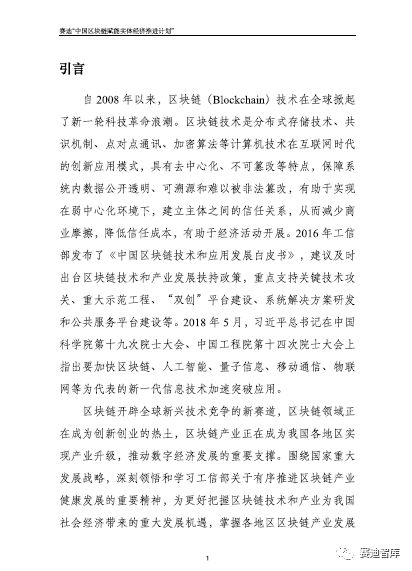 赛迪“中国区块链赋能实体经济推进计划”
引言
自 2008 年以来，区块链（Blockchain）技术在全球掀起
了新一轮科技革命浪潮。区块链技术是分布式存储技术、共
识机制、点对点通讯、加密算法等计算机技术在互联网时代
的创新应用模式，具有去中心化、不可篡改等特点，保障系
统内数据公开透明、可溯源和难以被非法篡改，有助于实现
在弱中心化环境下，建立主体之间的信任关系，从而减少商
业摩擦，降低信任成本，有助于经济活动开展。2016 年工信
部发布了《中国区块链技术和应用发展白皮书》，建议及时
出台区块链技术和产业发展扶持政策，重点支持关键技术攻
关、重大示范工程、“双创”平台建设、系统解决方案研发
和公共服务平台建设等。2018 年 5 月，习近平总书记在中国
科学院第十九次院士大会、中国工程院第十四次院士大会上
指出要加快区块链、人工智能、量子信息、移动通信、物联
网等为代表的新一代信息技术加速突破应用。
区块链开辟全球新兴技术竞争的新赛道，区块链领域正
在成为创新创业的热土，区块链产业正在成为我国各地区实
现产业升级，推动数字经济发展的重要支撑。围绕国家重大
发展战略，深刻领悟和学习工信部关于有序推进区块链产业
健康发展的重要精神，为更好把握区块链技术和产业为我国
社会经济带来的重大发展机遇，掌握各地区区块链产业发展
1
赛迪智库